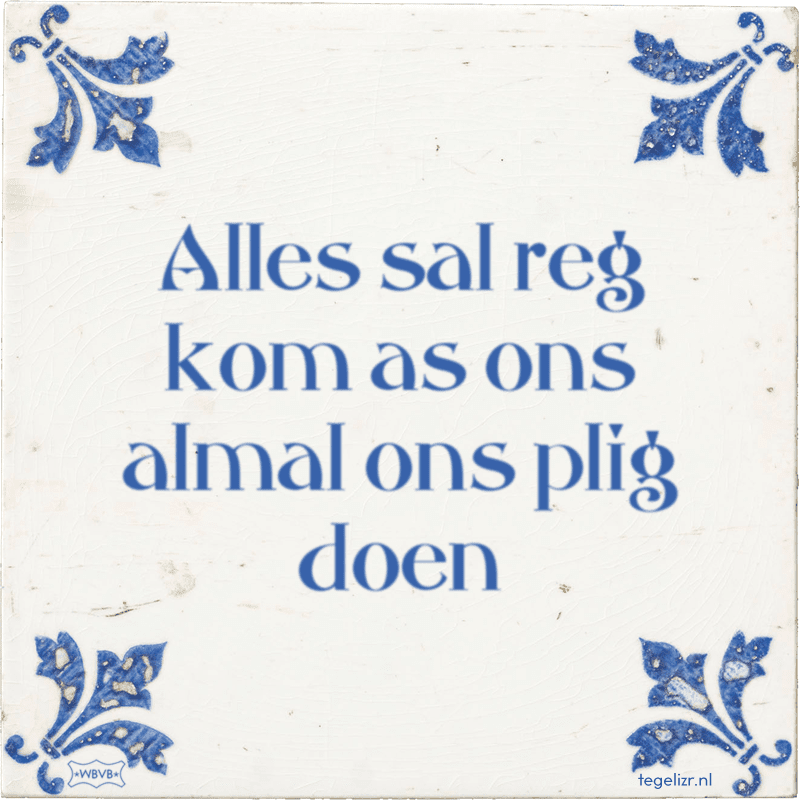 Alles sal reg
kom as ons
almal ons plig
doen
*WBVB*
tegelizr.nl